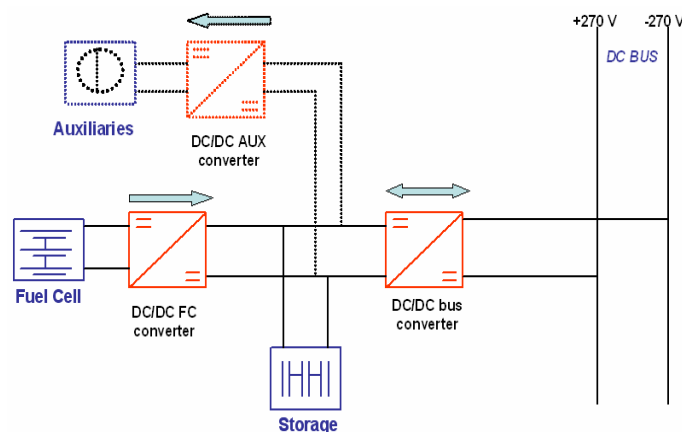 +270 V
-270 V
DC BUS
Auxiliaries
DC/DC AUX
converter
Fuel Cell
DC/DC FC
converter
DC/DC bus
converter
Storage